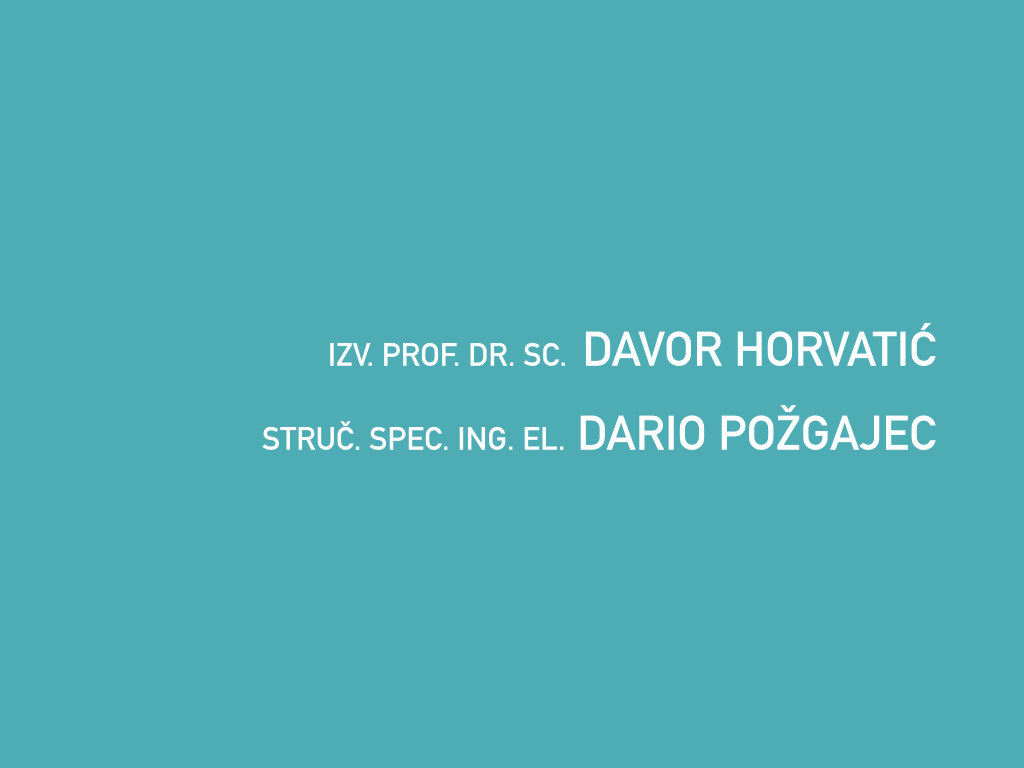 IZV. PROF. DR. SC. DAVOR HORVATIĆ
STRUČ. SPEC. ING. EL. DARIO POŽGAJEC